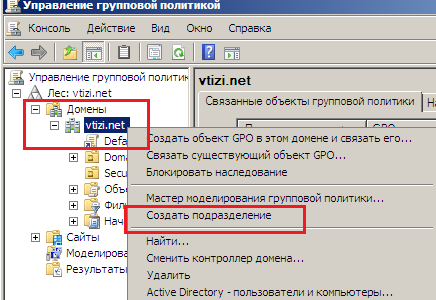 Управление групповой политикой
Консоль Действие Вид Окно Справка
Управление групповой политик
Лес: vtizi.net
Домены
vtizi.net
Defa
Doma
Secu
Объе
Фил
Нач
Сайты
Моделирова
Результаты
vtizi.net
Связанные объекты групповой политики На
Создать объект GPO в этом домене и связать его...
Связать существующий объект GPO...
Блокировать наследование
Мастер моделирования групповой политики...
Создать подразделение
Найти...
Сменить контроллер домена...
Удалить
Active Directory - пользователи и компьютеры...